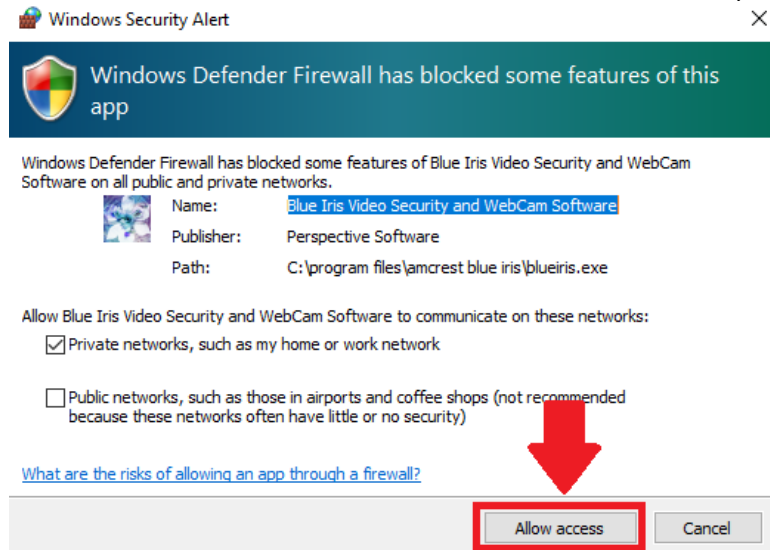 Windows Security Alert
Windows Defender Firewall has blocked some features of this
app
Windows Defender Firewall has blocked some features of Blue Iris Video Security and WebCam
Software on all public and private networks.
Name: Blue Iris Video Security and WebCam Software
Publisher: Perspective Software
Path: C:\program files\amcrest blue iris\blueiris.exe
Allow Blue Iris Video Security and WebCam Software to communicate on these networks:
Private networks, such as my home or work network
Public networks, such as those in airports and coffee shops (not recommended
because these networks often have little or no security)
What are the risks of allowing an app through a firewall?
Allow access Cancel